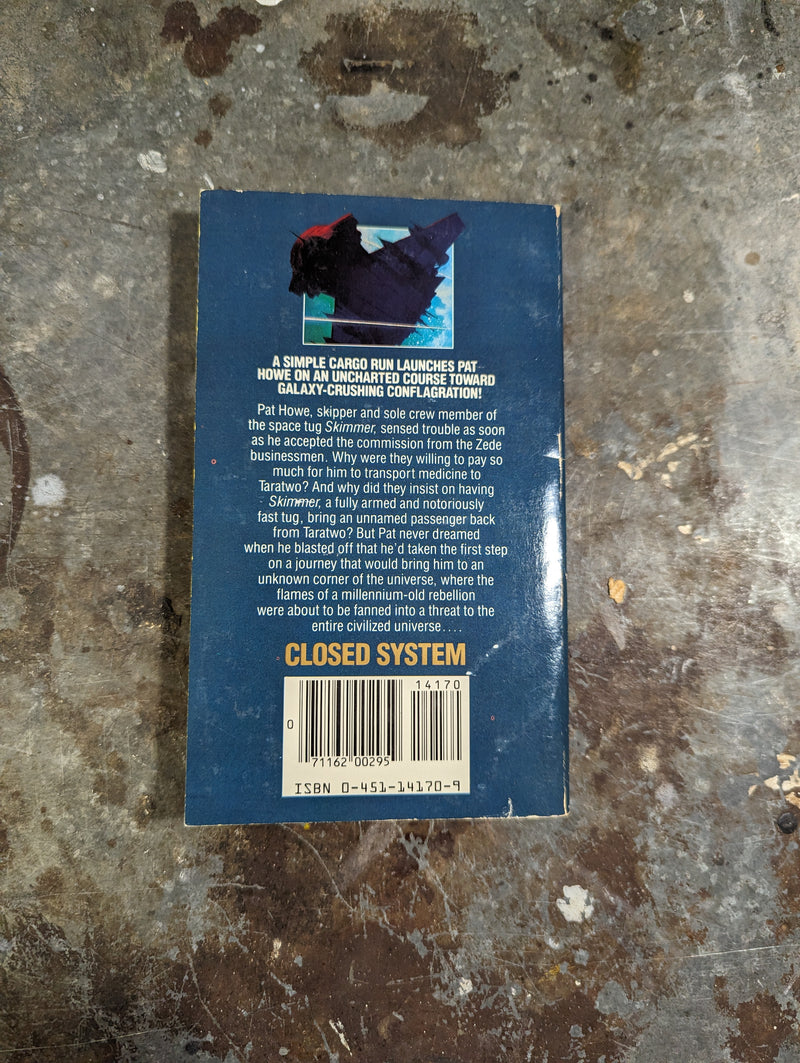 A SIMPLE CARGO RUN LAUNCHES PAT
HOWE ON AN UNCHARTED COURSE TOWARD
GALAXY-CRUSHING CONFLAGRATION!
Pat Howe, skipper and sole crew member of
the space tug Skimmer, sensed trouble as soon
as he accepted the commission from the Zede
businessmen. Why were they willing to pay so
much for him to transport medicine to
Taratwo? And why did they insist on having
Skimmer, a fully armed and notoriously
fast tug, bring an unnamed passenger back
from Taratwo? But Pat never dreamed
when he blasted off that he'd taken the first step
on a journey that would bring him to an
unknown corner of the universe, where the
flames of a millennium-old rebellion
were about to be fanned into a threat to the
entire civilized universe....
CLOSED SYSTEM
14170
0
71162 00295
ISBN 0-451-14170-9